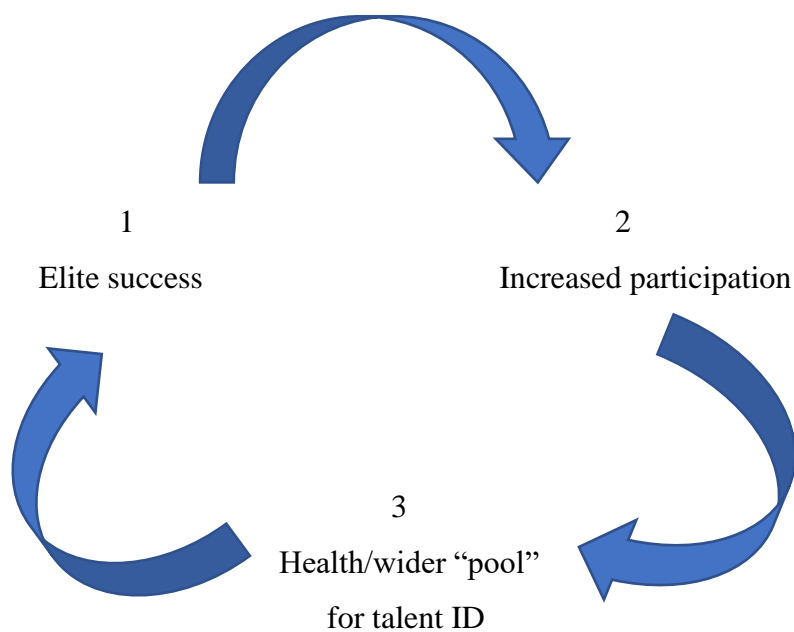 1
Elite success
2
Increased participation
3
Health/wider “pool”
for talent ID